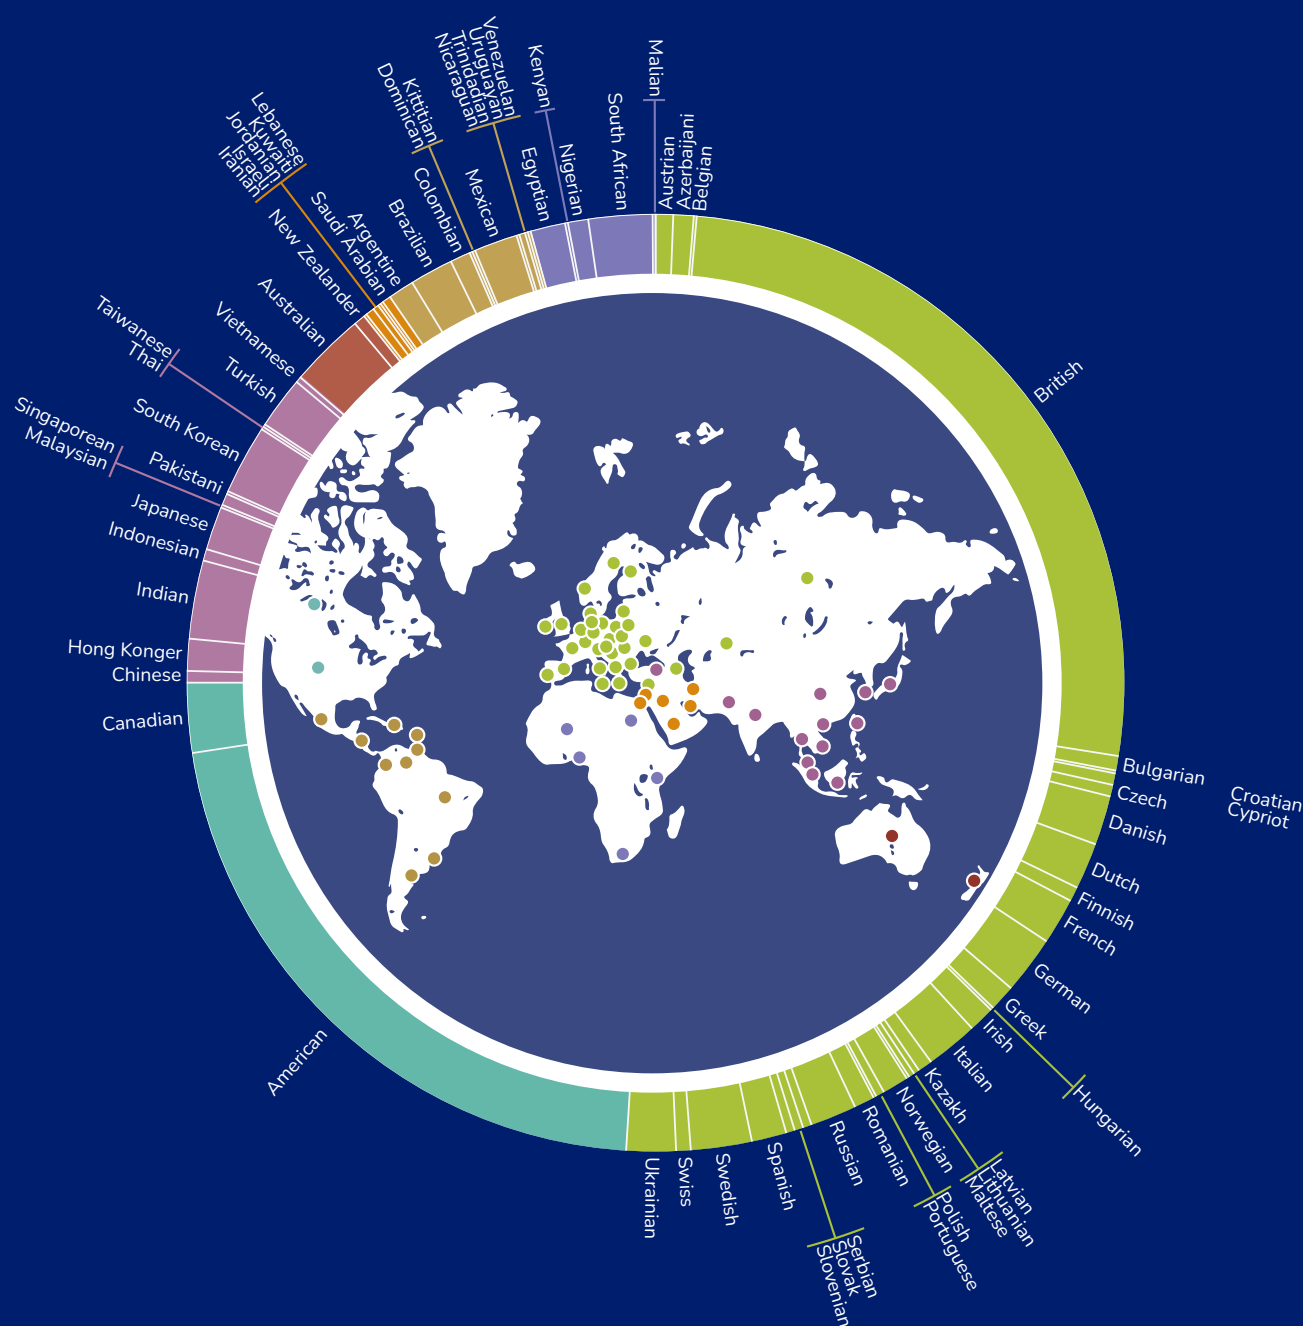 Malian
Austrian
Azerbaijani
Belgian
British
Bulgarian
Croatian
Cypriot
Czech
Danish
Dutch
Finnish
French
German
Greek
Hungarian
Irish
Italian
Kazakh
Latvian
Lithuanian
Maltese
Norwegian
Polish
Portuguese
Romanian
Russian
Serbian
Slovak
Slovenian
Spanish
Swedish
Swiss
Ukrainian
American
Canadian
Chinese
Hong Konger
Indian
Indonesian
Japanese
Malaysian
Singaporean
Pakistani
South Korean
Thai
Taiwanese
Turkish
Vietnamese
Australian
New Zealander
Iranian
Israeli
Jordanian
Kuwaiti
Lebanese
Saudi Arabian
Argentine
Brazilian
Colombian
Dominican
Kittitian
Mexican
Nicaraguan
Trinidadian
Uruguayan
Venezuelan
Egyptian
Kenyan
Nigerian
South African